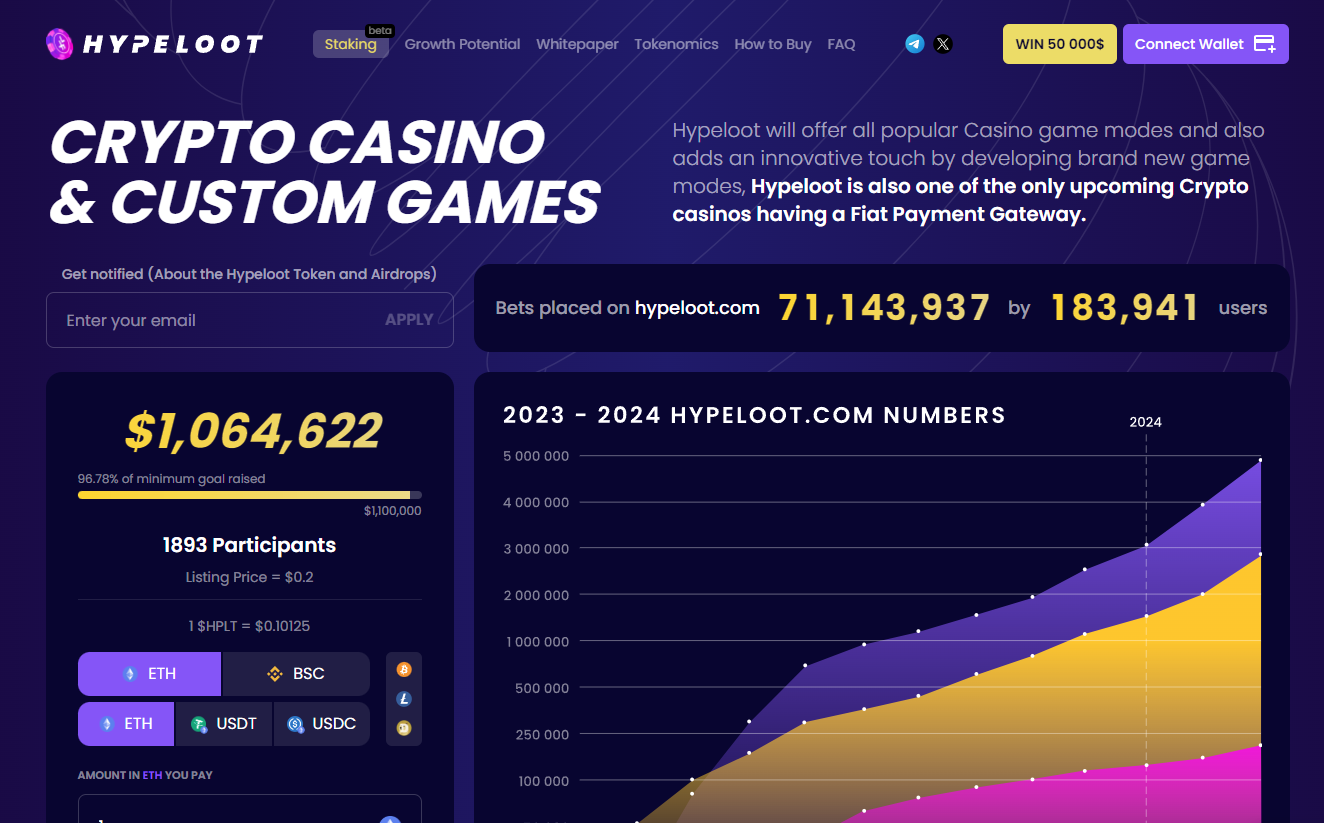 HYPELOOT
Staking
beta
Growth Potential
Whitepaper
Tokenomics
How to Buy
FAQ
WIN 50 000$
Connect Wallet
CRYPTO CASINO
& CUSTOM GAMES
Hypeloot will offer all popular Casino game modes and also
adds an innovative touch by developing brand new game
modes, Hypeloot is also one of the only upcoming Crypto
casinos having a Fiat Payment Gateway.
Get notified (About the Hypeloot Token and Airdrops)
Enter your email
APPLY
Bets placed on hypeloot.com 71,143,937 by 183,941 users
$1,064,622
96.78% of minimum goal raised
$1,100,000
1893 Participants
Listing Price = $0.2
1 $HPLT = $0.10125
ETH
BSC
ETH
USDT
USDC
AMOUNT IN ETH YOU PAY
2023 - 2024 HYPELOOT.COM NUMBERS
2024
5 000 000
4 000 000
3 000 000
2 000 000
1 000 000
500 000
250 000
100 000